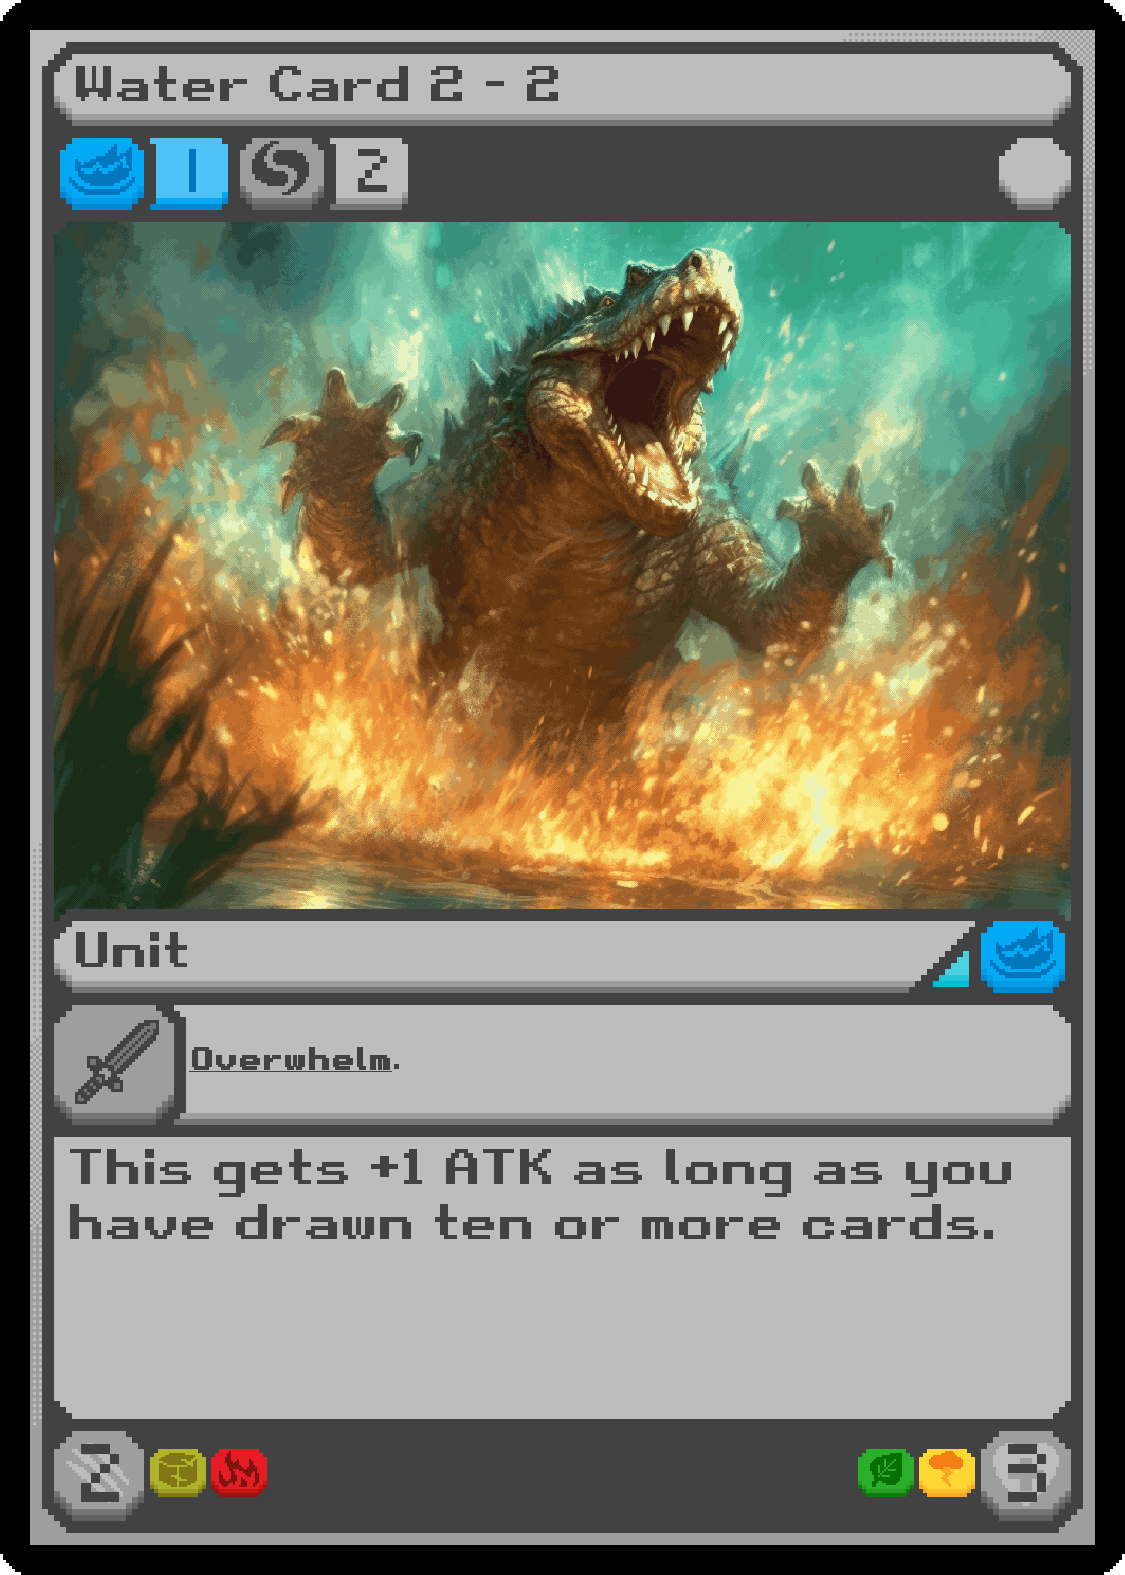 Water Card 2 - 2
1 2
Unit
Overwhelm.
This gets +1 ATK as long as you
have drawn ten or more cards.
2 3